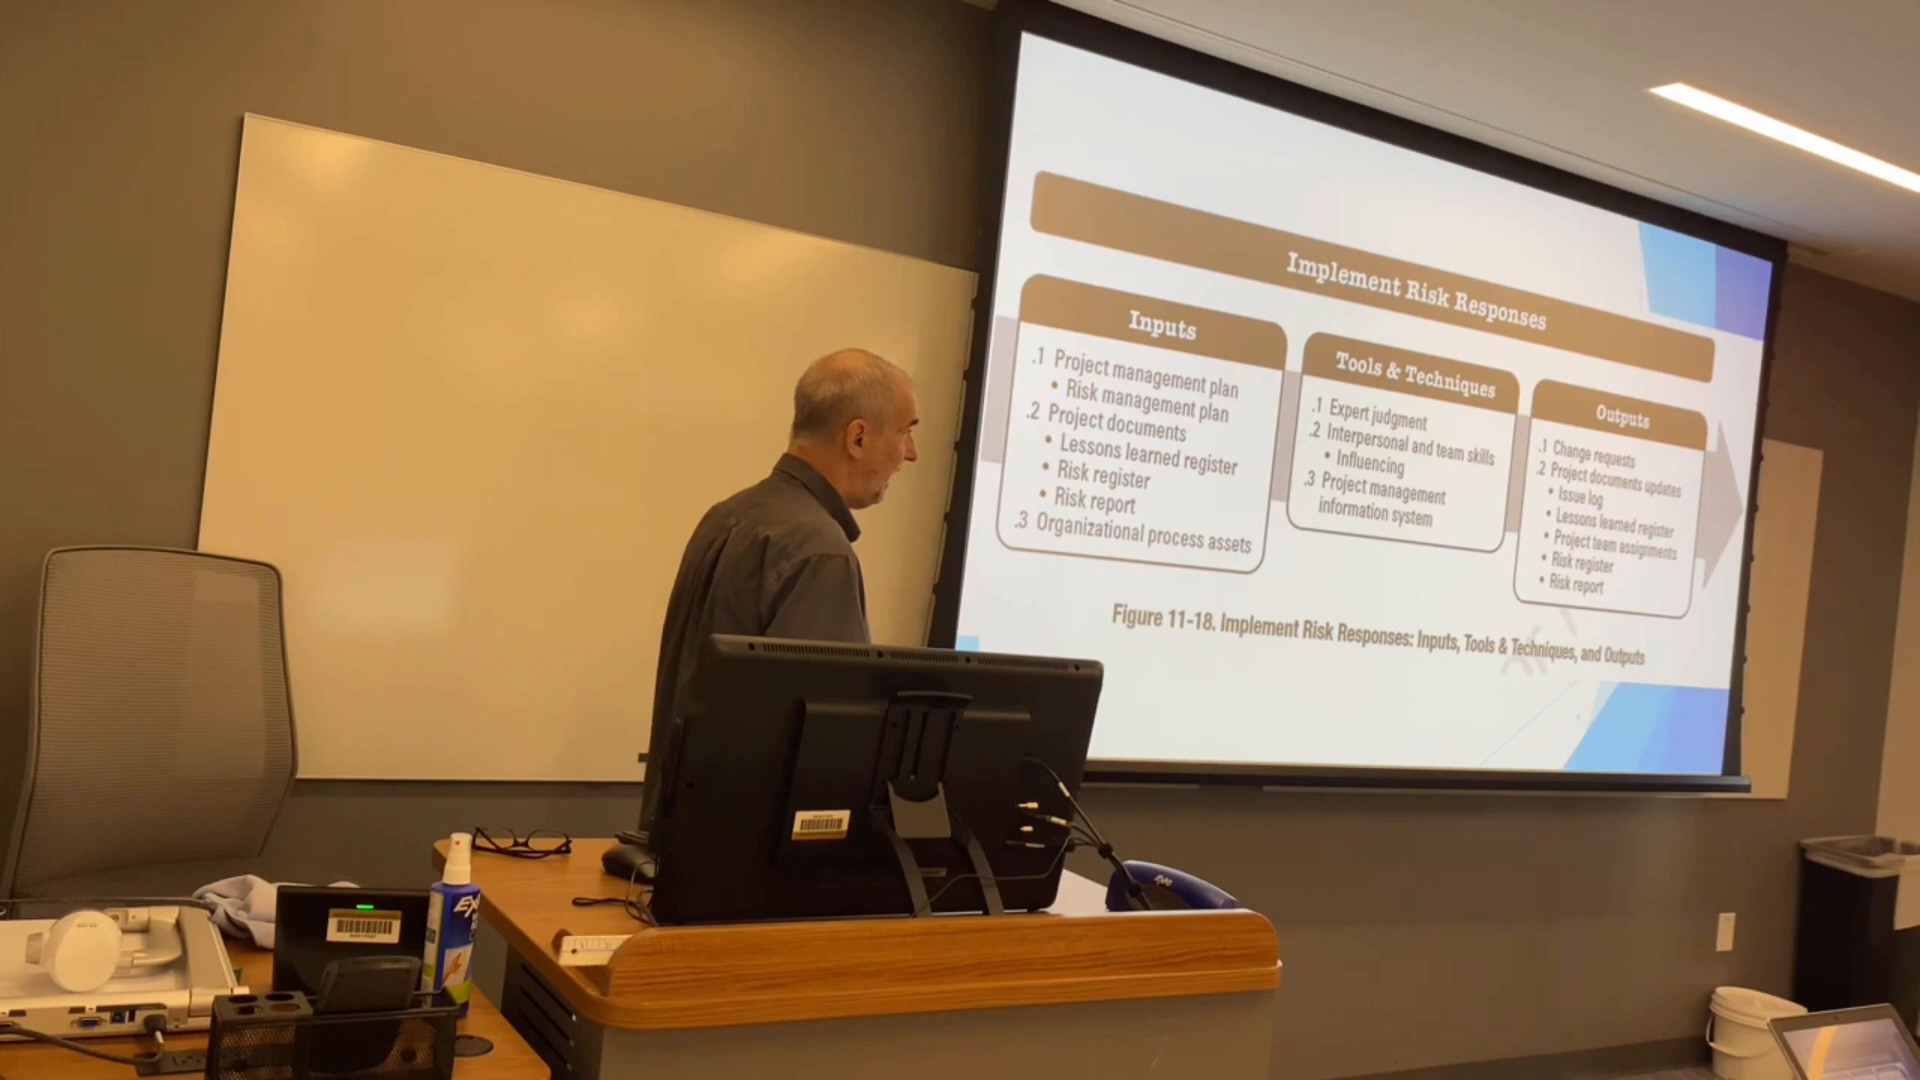 Implement Risk Responses
Inputs
.1 Project management plan
• Risk management plan
.2 Project documents
• Lessons learned register
• Risk register
• Risk report
.3 Organizational process assets
Tools & Techniques
.1 Expert judgment
.2 Interpersonal and team skills
• Influencing
.3 Project management
information system
Outputs
.1 Change requests
.2 Project documents updates
• Issue log
• Lessons learned register
• Project team assignments
• Risk register
• Risk report
Figure 11-18. Implement Risk Responses: Inputs, Tools & Techniques, and Outputs